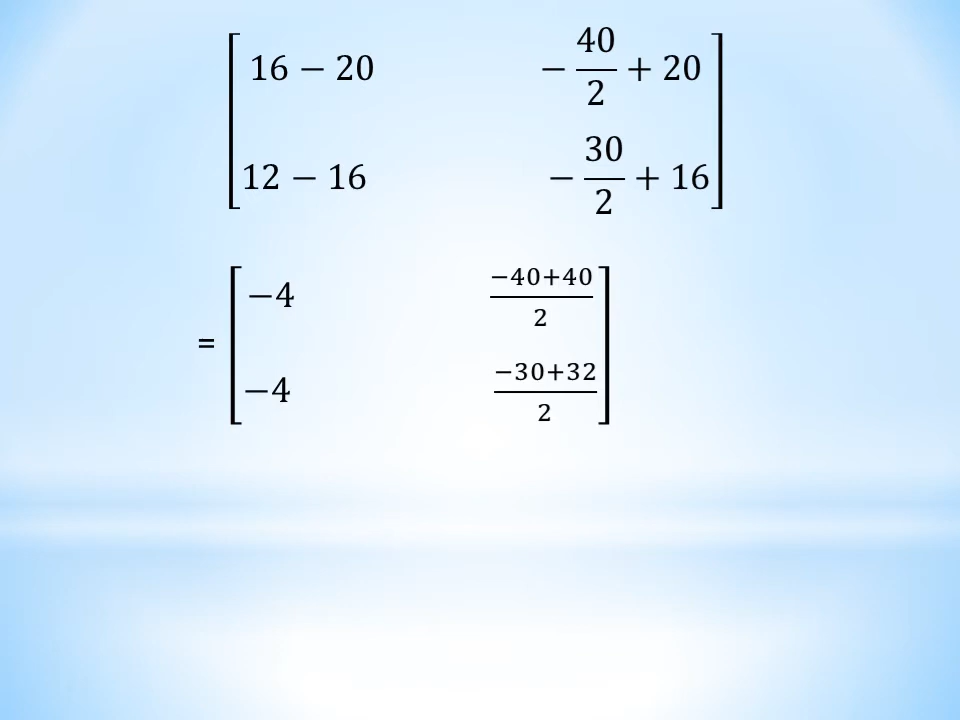 [16 − 20    −40/2 + 20]
[12 − 16    −30/2 + 16]
= [−4    (−40+40)/2]
[−4    (−30+32)/2]